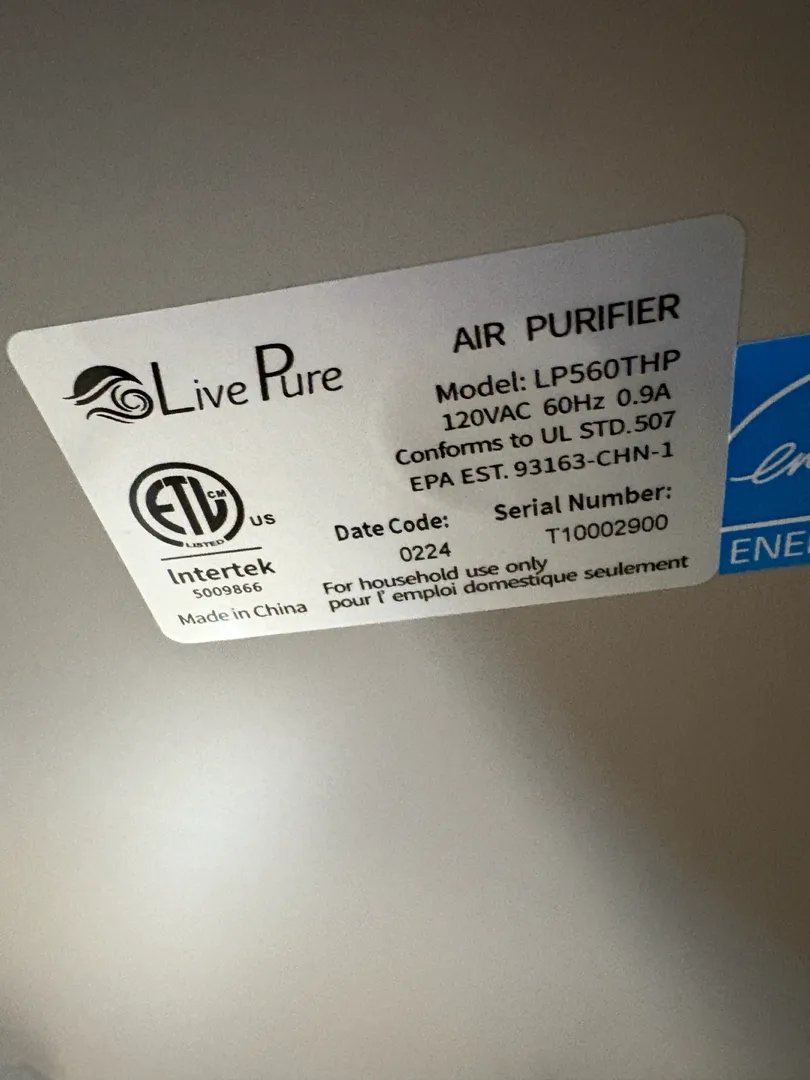 Live Pure
AIR PURIFIER
Model: LP560THP
120VAC 60Hz 0.9A
Conforms to UL STD.507
EPA EST. 93163-CHN-1
ETL CM
LISTED
US
Intertek
5009866
Made in China
Date Code:
0224
Serial Number:
T10002900
For household use only
pour l' emploi domestique seulement
en
ENE